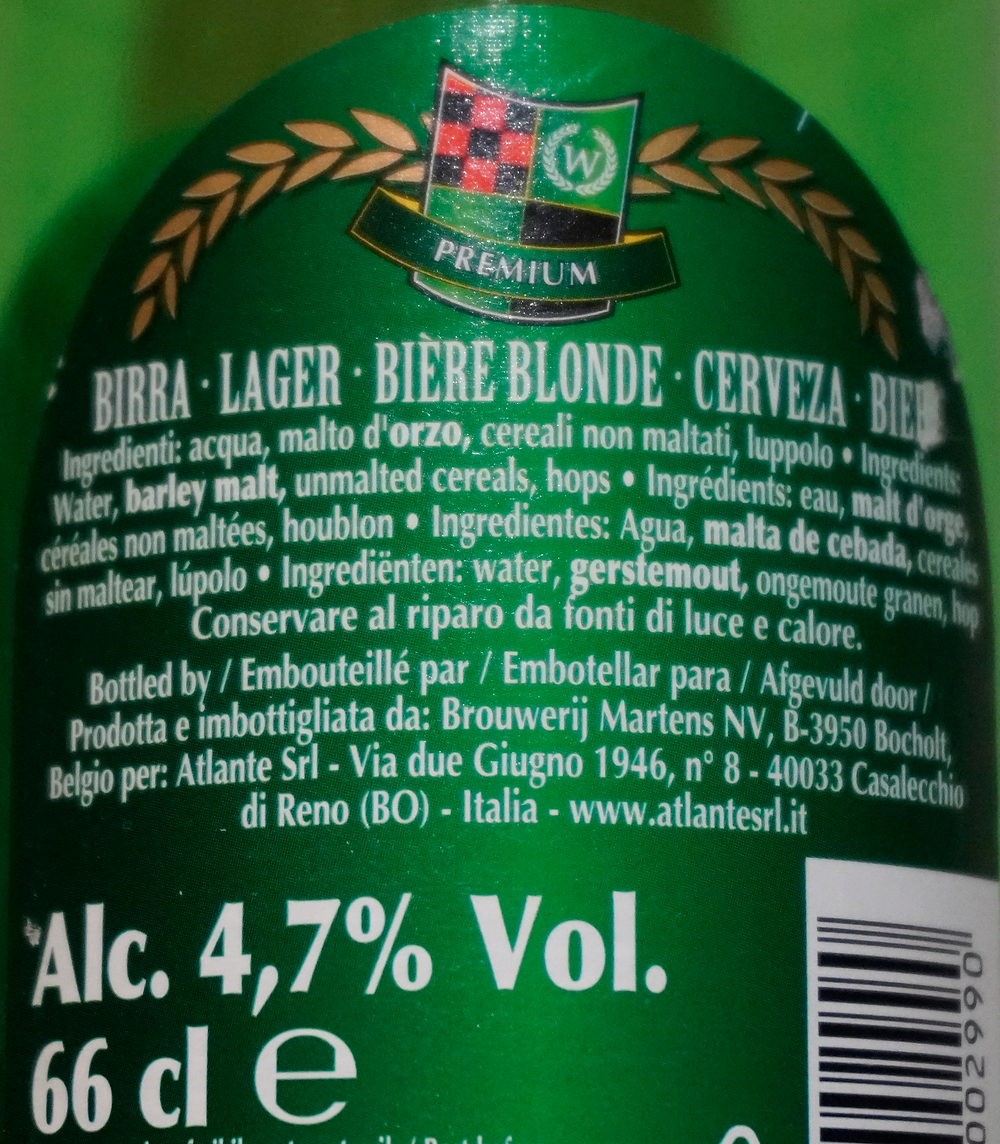 W
PREMIUM
BIRRA · LAGER · BIÈRE BLONDE · CERVEZA ·
Ingredienti: acqua, malto d'orzo, cereali non maltati, luppolo • Ingredients:
Water, barley malt, unmalted cereals, hops • Ingrédients: eau, malt d'orge,
céréales non maltées, houblon • Ingredientes: Agua, malta de cebada, cereales
sin maltear, lúpolo • Ingrediënten: water, gerstemout, ongemoute granen, hop
Conservare al riparo da fonti di luce e calore.
Bottled by / Embouteillé par / Embotellar para / Afgevuld door /
Prodotta e imbottigliata da: Brouwerij Martens NV, B-3950 Bocholt,
Belgio per: Atlante Srl - Via due Giugno 1946, n° 8 - 40033 Casalecchio
di Reno (BO) - Italia - www.atlantesrl.it
Alc. 4,7% Vol.
66 cl e
002990